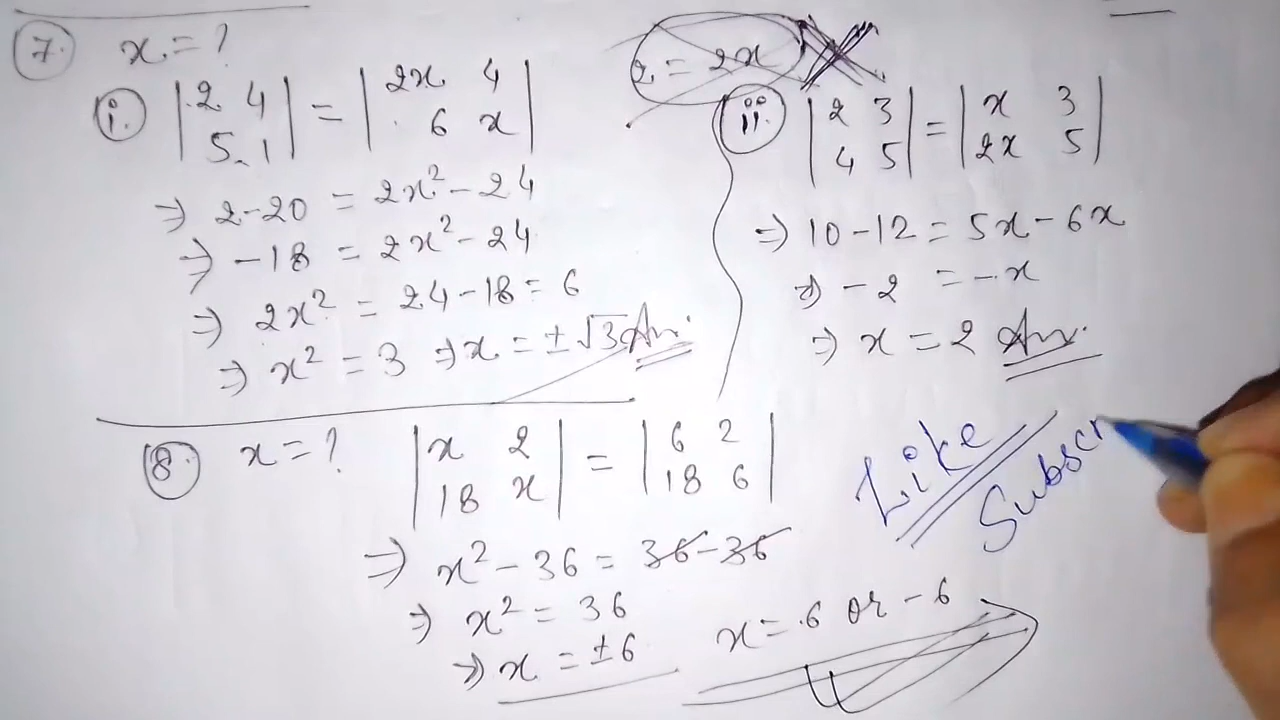 7. x = ?
i. |2 4| = |2x 4|
|5 1| |6 x|
⇒ 2-20 = 2x² - 24
⇒ -18 = 2x² - 24
⇒ 2x² = 24-18 = 6
⇒ x² = 3 ⇒ x = ±√3 Ans.
= 2x
ii. |2 3| = |x 3|
|4 5| |2x 5|
⇒ 10-12 = 5x - 6x
⇒ -2 = -x
⇒ x = 2 Ans.
8. x = ? |x 2| = |6 2|
|18 x| |18 6|
⇒ x² - 36 = 36 - 36
⇒ x² = 36
⇒ x = ±6
x = 6 or -6
Like
Subscr